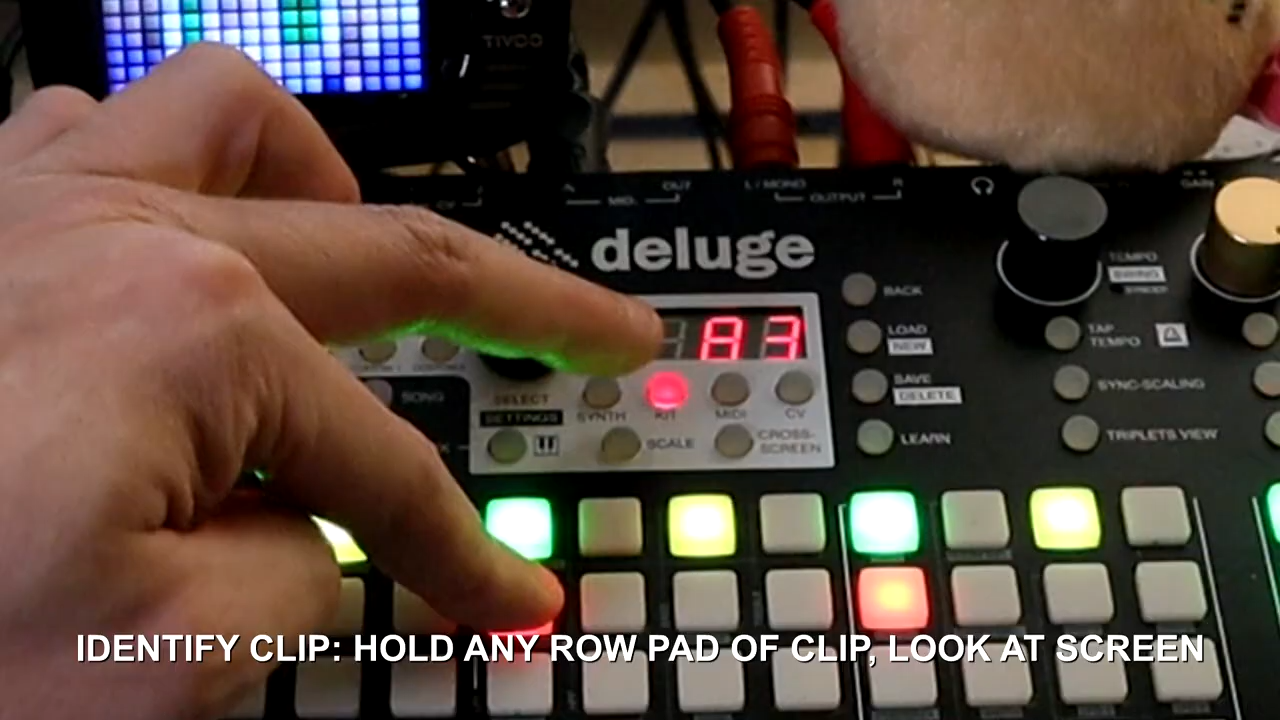 TIVOO
CV
MIDI
OUT
L / MONO
OUTPUT
R
GAIN
deluge
TEMPO
SWING
BACK
83
LOAD
NEW
TAP
TEMPO
SAVE
DELETE
SYNC-SCALING
SONG
SELECT
SETTINGS
SYNTH
KIT
MIDI
CV
SCALE
CROSS-
SCREEN
LEARN
TRIPLETS VIEW
IDENTIFY CLIP: HOLD ANY ROW PAD OF CLIP, LOOK AT SCREEN